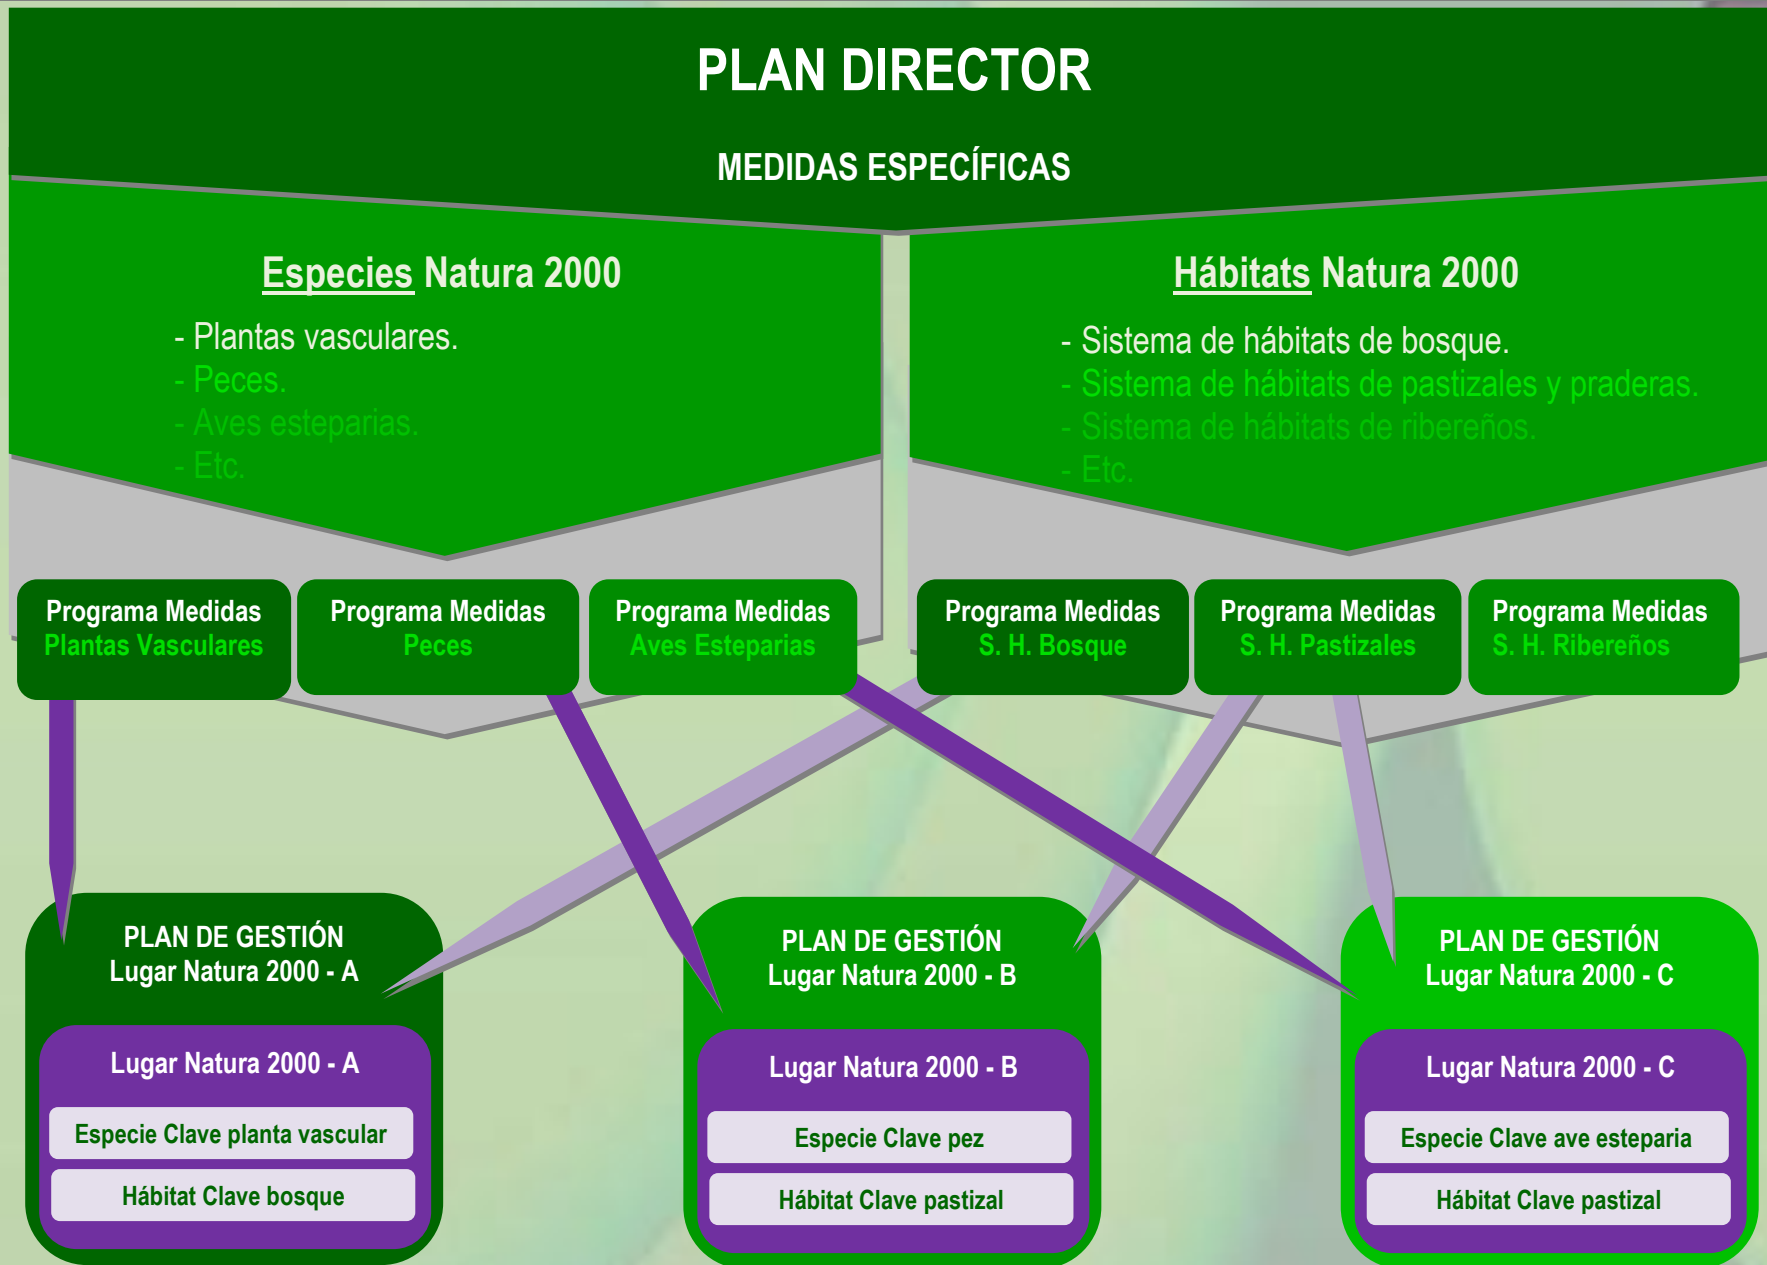 PLAN DIRECTOR
MEDIDAS ESPECÍFICAS
Especies Natura 2000
- Plantas vasculares.
- Peces.
- Aves esteparias.
- Etc.
Hábitats Natura 2000
- Sistema de hábitats de bosque.
- Sistema de hábitats de pastizales y praderas.
- Sistema de hábitats de ribereños.
- Etc.
Programa Medidas
Plantas Vasculares
Programa Medidas
Peces
Programa Medidas
Aves Esteparias
Programa Medidas
S. H. Bosque
Programa Medidas
S. H. Pastizales
Programa Medidas
S. H. Ribereños
PLAN DE GESTIÓN
Lugar Natura 2000 - A
Lugar Natura 2000 - A
Especie Clave planta vascular
Hábitat Clave bosque
PLAN DE GESTIÓN
Lugar Natura 2000 - B
Lugar Natura 2000 - B
Especie Clave pez
Hábitat Clave pastizal
PLAN DE GESTIÓN
Lugar Natura 2000 - C
Lugar Natura 2000 - C
Especie Clave ave esteparia
Hábitat Clave pastizal